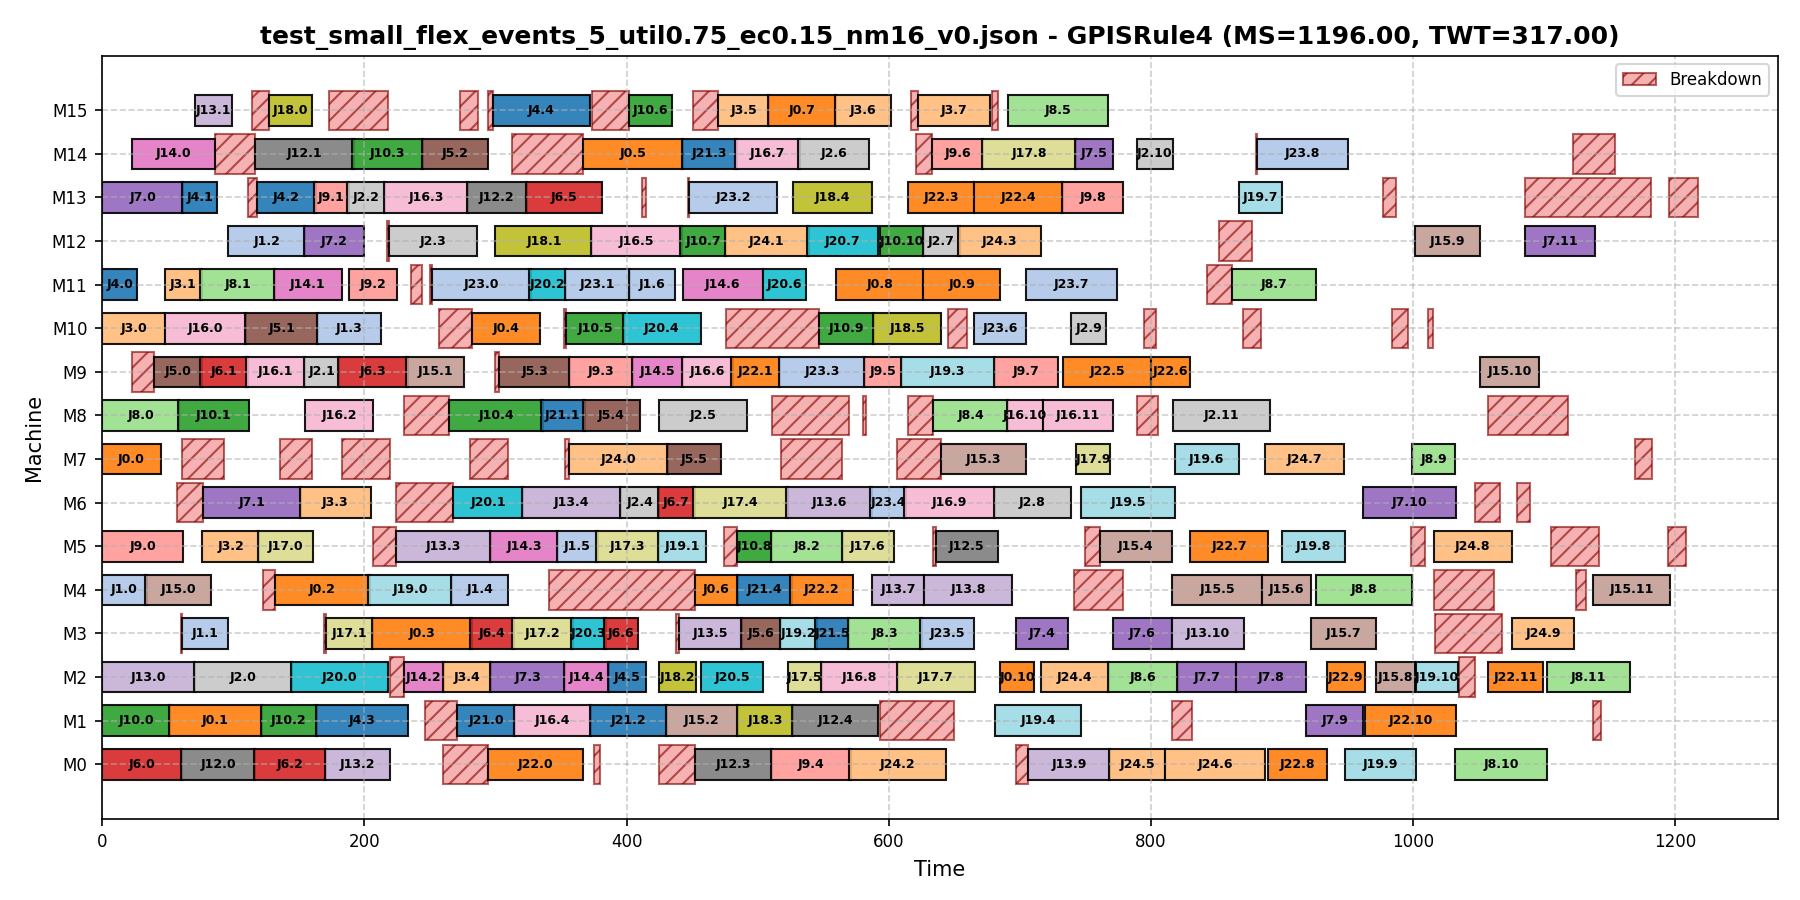 test_small_flex_events_5_util0.75_ec0.15_nm16_v0.json - GPISRule4 (MS=1196.00, TWT=317.00)
Breakdown
M15 J13.1 J18.0 J4.4 J10.6 J3.5 J0.7 J3.6 J3.7 J8.5
M14 J14.0 J12.1 J10.3 J5.2 J0.5 J21.3 J16.7 J2.6 J9.6 J17.8 J7.5 J2.10 J23.8
M13 J7.0 J4.1 J4.2 J9.1 J2.2 J16.3 J12.2 J6.5 J23.2 J18.4 J22.3 J22.4 J9.8 J19.7
M12 J1.2 J7.2 J2.3 J18.1 J16.5 J10.7 J24.1 J20.7 J10.10 J2.7 J24.3 J15.9 J7.11
M11 J4.0 J3.1 J8.1 J14.1 J9.2 J23.0 J20.2 J23.1 J1.6 J14.6 J20.6 J0.8 J0.9 J23.7 J8.7
M10 J3.0 J16.0 J5.1 J1.3 J0.4 J10.5 J20.4 J10.9 J18.5 J23.6 J2.9
M9 J5.0 J6.1 J16.1 J2.1 J6.3 J15.1 J5.3 J9.3 J14.5 J16.6 J22.1 J23.3 J9.5 J19.3 J9.7 J22.5 J22.6 J15.10
M8 J8.0 J10.1 J16.2 J10.4 J21.1 J5.4 J2.5 J8.4 J16.10 J16.11 J2.11
M7 J0.0 J24.0 J5.5 J15.3 J17.9 J19.6 J24.7 J8.9
M6 J7.1 J3.3 J20.1 J13.4 J2.4 J6.7 J17.4 J13.6 J23.4 J16.9 J2.8 J19.5 J7.10
M5 J9.0 J3.2 J17.0 J13.3 J14.3 J1.5 J17.3 J19.1 J10.8 J8.2 J17.6 J12.5 J15.4 J22.7 J19.8 J24.8
M4 J1.0 J15.0 J0.2 J19.0 J1.4 J0.6 J21.4 J22.2 J13.7 J13.8 J15.5 J15.6 J8.8 J15.11
M3 J1.1 J17.1 J0.3 J6.4 J17.2 J20.3 J6.6 J13.5 J5.6 J19.2 J21.5 J8.3 J23.5 J7.4 J7.6 J13.10 J15.7 J24.9
M2 J13.0 J2.0 J20.0 J14.2 J3.4 J7.3 J14.4 J4.5 J18.2 J20.5 J17.5 J16.8 J17.7 J0.10 J24.4 J8.6 J7.7 J7.8 J22.9 J15.8 J19.10 J22.11 J8.11
M1 J10.0 J0.1 J10.2 J4.3 J21.0 J16.4 J21.2 J15.2 J18.3 J12.4 J19.4 J7.9 J22.10
M0 J6.0 J12.0 J6.2 J13.2 J22.0 J12.3 J9.4 J24.2 J13.9 J24.5 J24.6 J22.8 J19.9 J8.10
0 200 400 600 800 1000 1200
Time
Machine